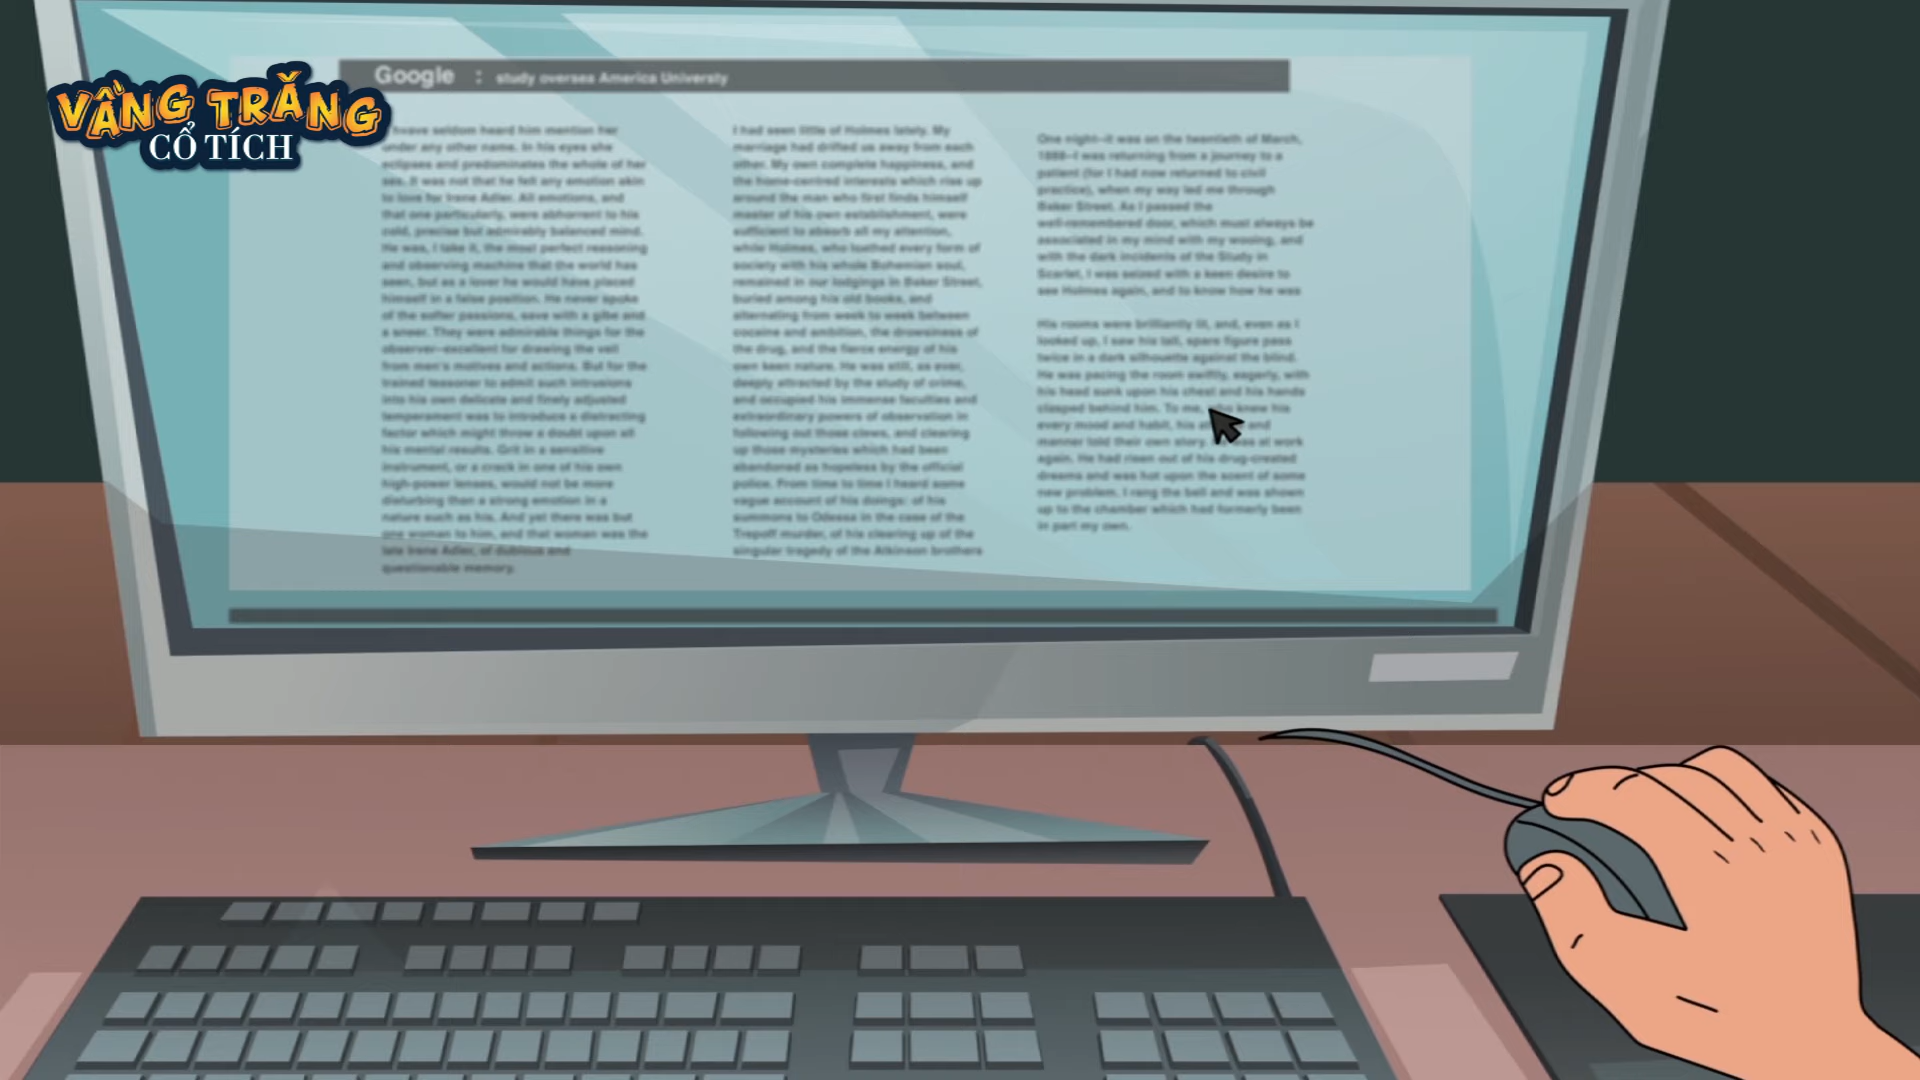 VẦNG TRĂNG
CỔ TÍCH
Google : study oversea America Universty
hvave seldom heard him mention her
under any other name. In his eyes she
eclipses and predominates the whole of her
sex. It was not that he felt any emotion akin
to love for Irene Adler. All emotions, and
that one particularly, were abhorrent to his
cold, precise but admirably balanced mind.
He was, I take it, the most perfect reasoning
and observing machine that the world has
seen, but as a lover he would have placed
himself in a false position. He never spoke
of the softer passions, save with a gibe and
a sneer. They were admirable things for the
observer--excellent for drawing the veil
from men's motives and actions. But for the
trained teasoner to admit such intrusions
into his own delicate and finely adjusted
temperament was to introduce a distracting
factor which might throw a doubt upon all
his mental results. Grit in a sensitive
instrument, or a crack in one of his own
high-power lenses, would not be more
disturbing than a strong emotion in a
nature such as his. And yet there was but
one woman to him, and that woman was the
late Irene Adler, of dubious and
questionable memory.
I had seen little of Holmes lately. My
marriage had drifted us away from each
other. My own complete happiness, and
the home-centred interests which rise up
around the man who first finds himself
master of his own establishment, were
sufficient to absorb all my attention,
while Holmes, who loathed every form of
society with his whole Bohemian soul,
remained in our lodgings in Baker Street,
buried among his old books, and
alternating from week to week between
cocaine and ambition, the drowsiness of
the drug, and the fierce energy of his
own keen nature. He was still, as ever,
deeply attracted by the study of crime,
and occupied his immense faculties and
extraordinary powers of observation in
following out those clews, and clearing
up those mysteries which had been
abandoned as hopeless by the official
police. From time to time I heard some
vague account of his doings: of his
summons to Odessa in the case of the
Trepoff murder, of his clearing up of the
singular tragedy of the Atkinson brothers
One night--it was on the twentieth of March,
1888--I was returning from a journey to a
patient (for I had now returned to civil
practice), when my way led me through
Baker Street. As I passed the
well-remembered door, which must always be
associated in my mind with my wooing, and
with the dark incidents of the Study in
Scarlet, I was seized with a keen desire to
see Holmes again, and to know how he was
His rooms were brilliantly lit, and, even as I
looked up, I saw his tall, spare figure pass
twice in a dark silhouette against the blind.
He was pacing the room swiftly, eagerly, with
his head sunk upon his chest and his hands
clasped behind him. To me, who knew his
every mood and habit, his and
manner told their own story. was at work
again. He had risen out of his drug-created
dreams and was hot upon the scent of some
new problem. I rang the bell and was shown
up to the chamber which had formerly been
in part my own.